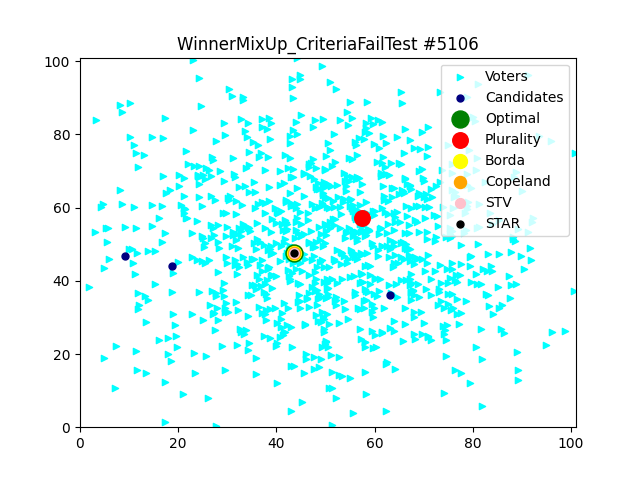 WinnerMixUp_CriteriaFailTest #5106
100
80
60
40
20
0
0 20 40 60 80 100
Voters
Candidates
Optimal
Plurality
Borda
Copeland
STV
STAR